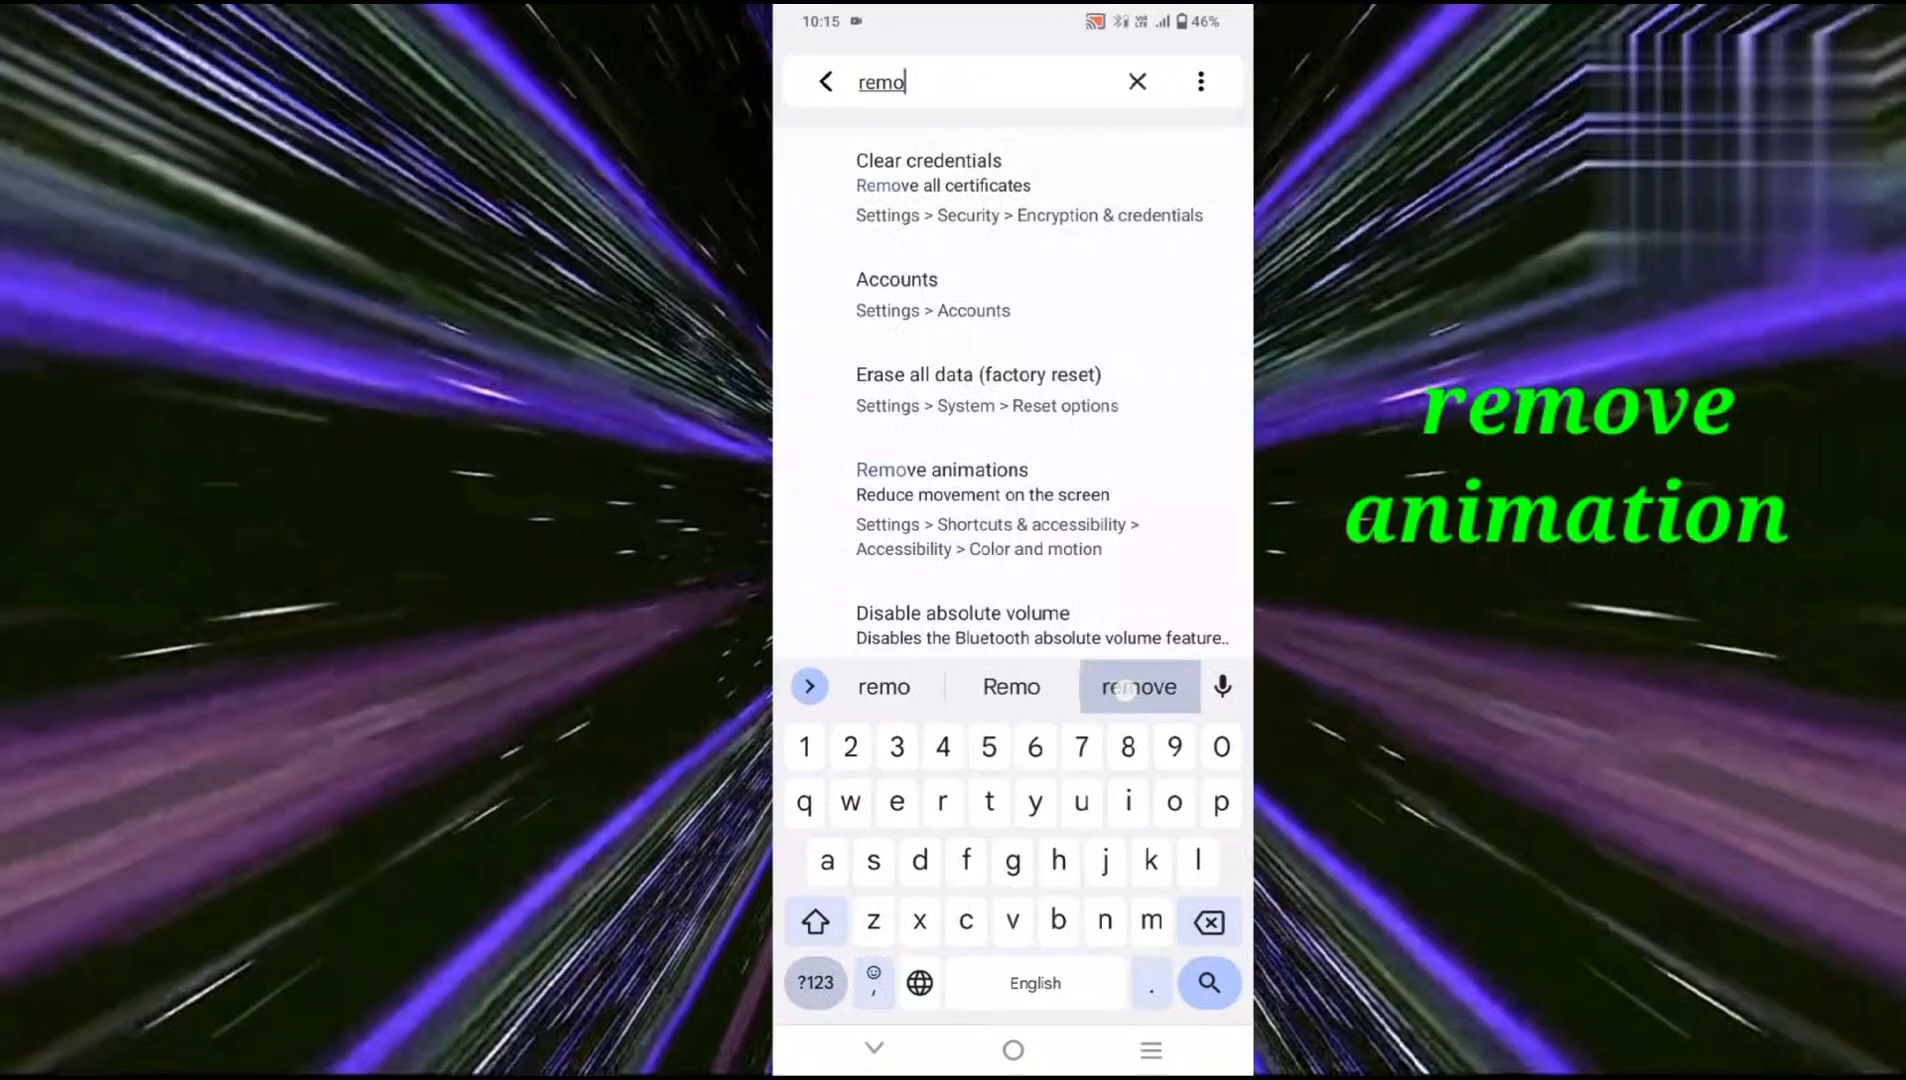 10:15
46%
remo
Clear credentials
Remove all certificates
Settings > Security > Encryption & credentials
Accounts
Settings > Accounts
Erase all data (factory reset)
Settings > System > Reset options
Remove animations
Reduce movement on the screen
Settings > Shortcuts & accessibility >
Accessibility > Color and motion
Disable absolute volume
Disables the Bluetooth absolute volume feature..
remo Remo remove
1 2 3 4 5 6 7 8 9 0
q w e r t y u i o p
a s d f g h j k l
z x c v b n m
?123 , English .
remove
animation